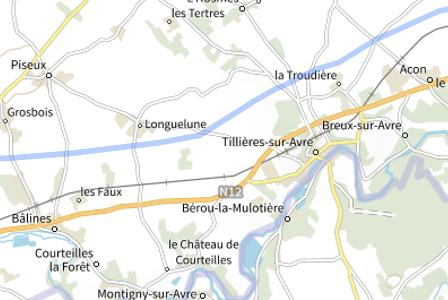 les Tertres
Piseux
la Troudière
Acon
Grosbois
Longuelune
Breux-sur-Avre
Tillières-sur-Avre
les Faux
N12
Bâlines
Bérou-la-Mulotière
Courteilles
la Forêt
le Château de
Courteilles
Montigny-sur-Avre